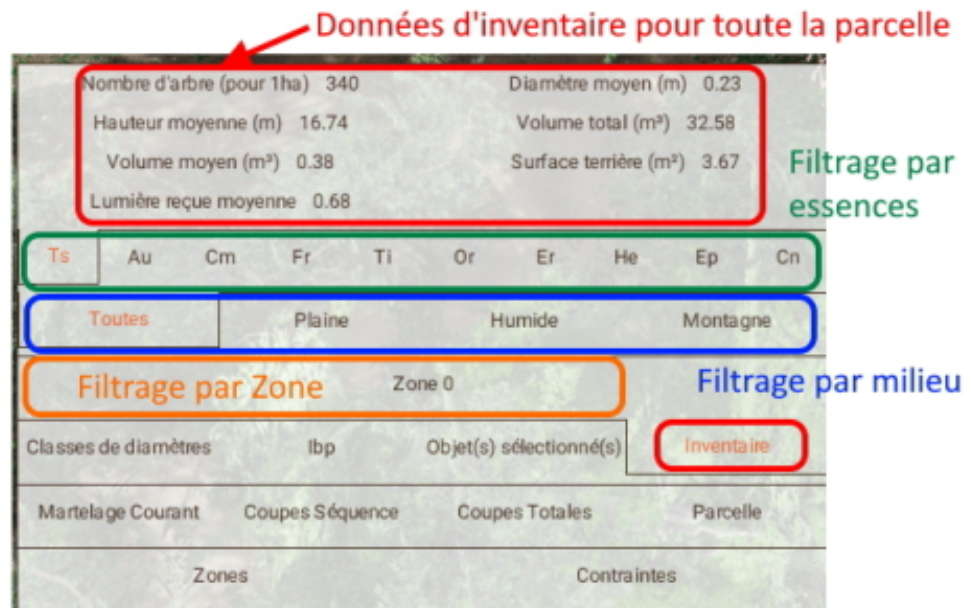 Données d'inventaire pour toute la parcelle
Nombre d'arbre (pour 1ha) 340 Diamètre moyen (m) 0.23
Hauteur moyenne (m) 16.74 Volume total (m³) 32.58
Volume moyen (m³) 0.38 Surface terrière (m²) 3.67
Lumière reçue moyenne 0.68
Filtrage par
essences
Ts Au Cm Fr Ti Or Er He Ep Cn
Toutes Plaine Humide Montagne
Filtrage par Zone Zone 0 Filtrage par milieu
Classes de diamètres Ibp Objet(s) sélectionné(s) Inventaire
Martelage Courant Coupes Séquence Coupes Totales Parcelle
Zones Contraintes